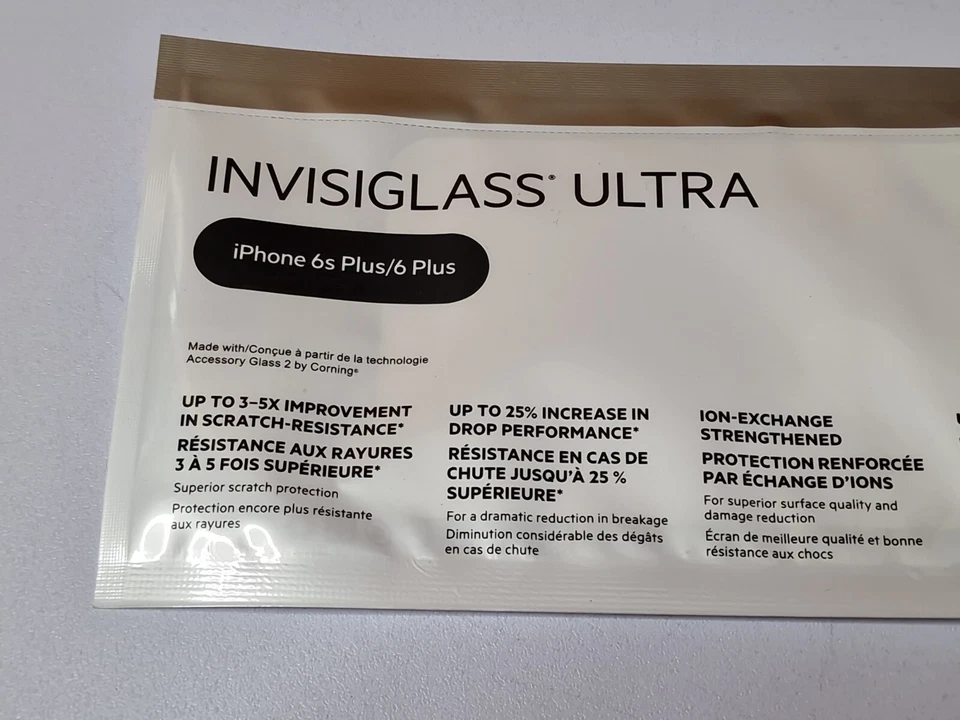 INVISIGLASS® ULTRA
iPhone 6s Plus/6 Plus
Made with/Conçue à partir de la technologie
Accessory Glass 2 by Corning®
UP TO 3–5X IMPROVEMENT
IN SCRATCH-RESISTANCE*
RÉSISTANCE AUX RAYURES
3 À 5 FOIS SUPÉRIEURE*
Superior scratch protection
Protection encore plus résistante
aux rayures
UP TO 25% INCREASE IN
DROP PERFORMANCE*
RÉSISTANCE EN CAS DE
CHUTE JUSQU'À 25 %
SUPÉRIEURE*
For a dramatic reduction in breakage
Diminution considérable des dégâts
en cas de chute
ION-EXCHANGE
STRENGTHENED
PROTECTION RENFORCÉE
PAR ÉCHANGE D'IONS
For superior surface quality and
damage reduction
Écran de meilleure qualité et bonne
résistance aux chocs